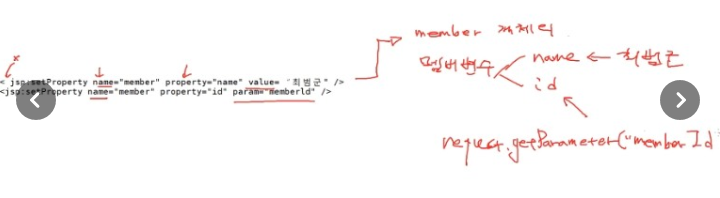 < jsp:setProperty name="member" property="name" value= "최범균" />
<jsp:setProperty name="member" property="id" param="memberId" />
member 객체의
멤버변수
name ← 최범균
id
request.getParameter("memberId